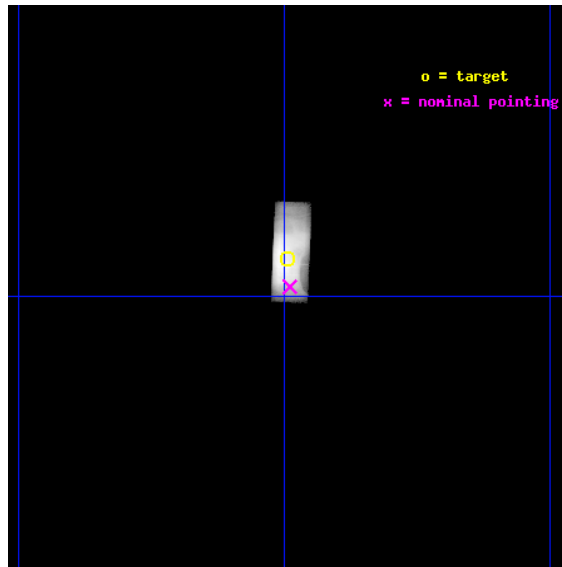 o = target
x = nominal pointing